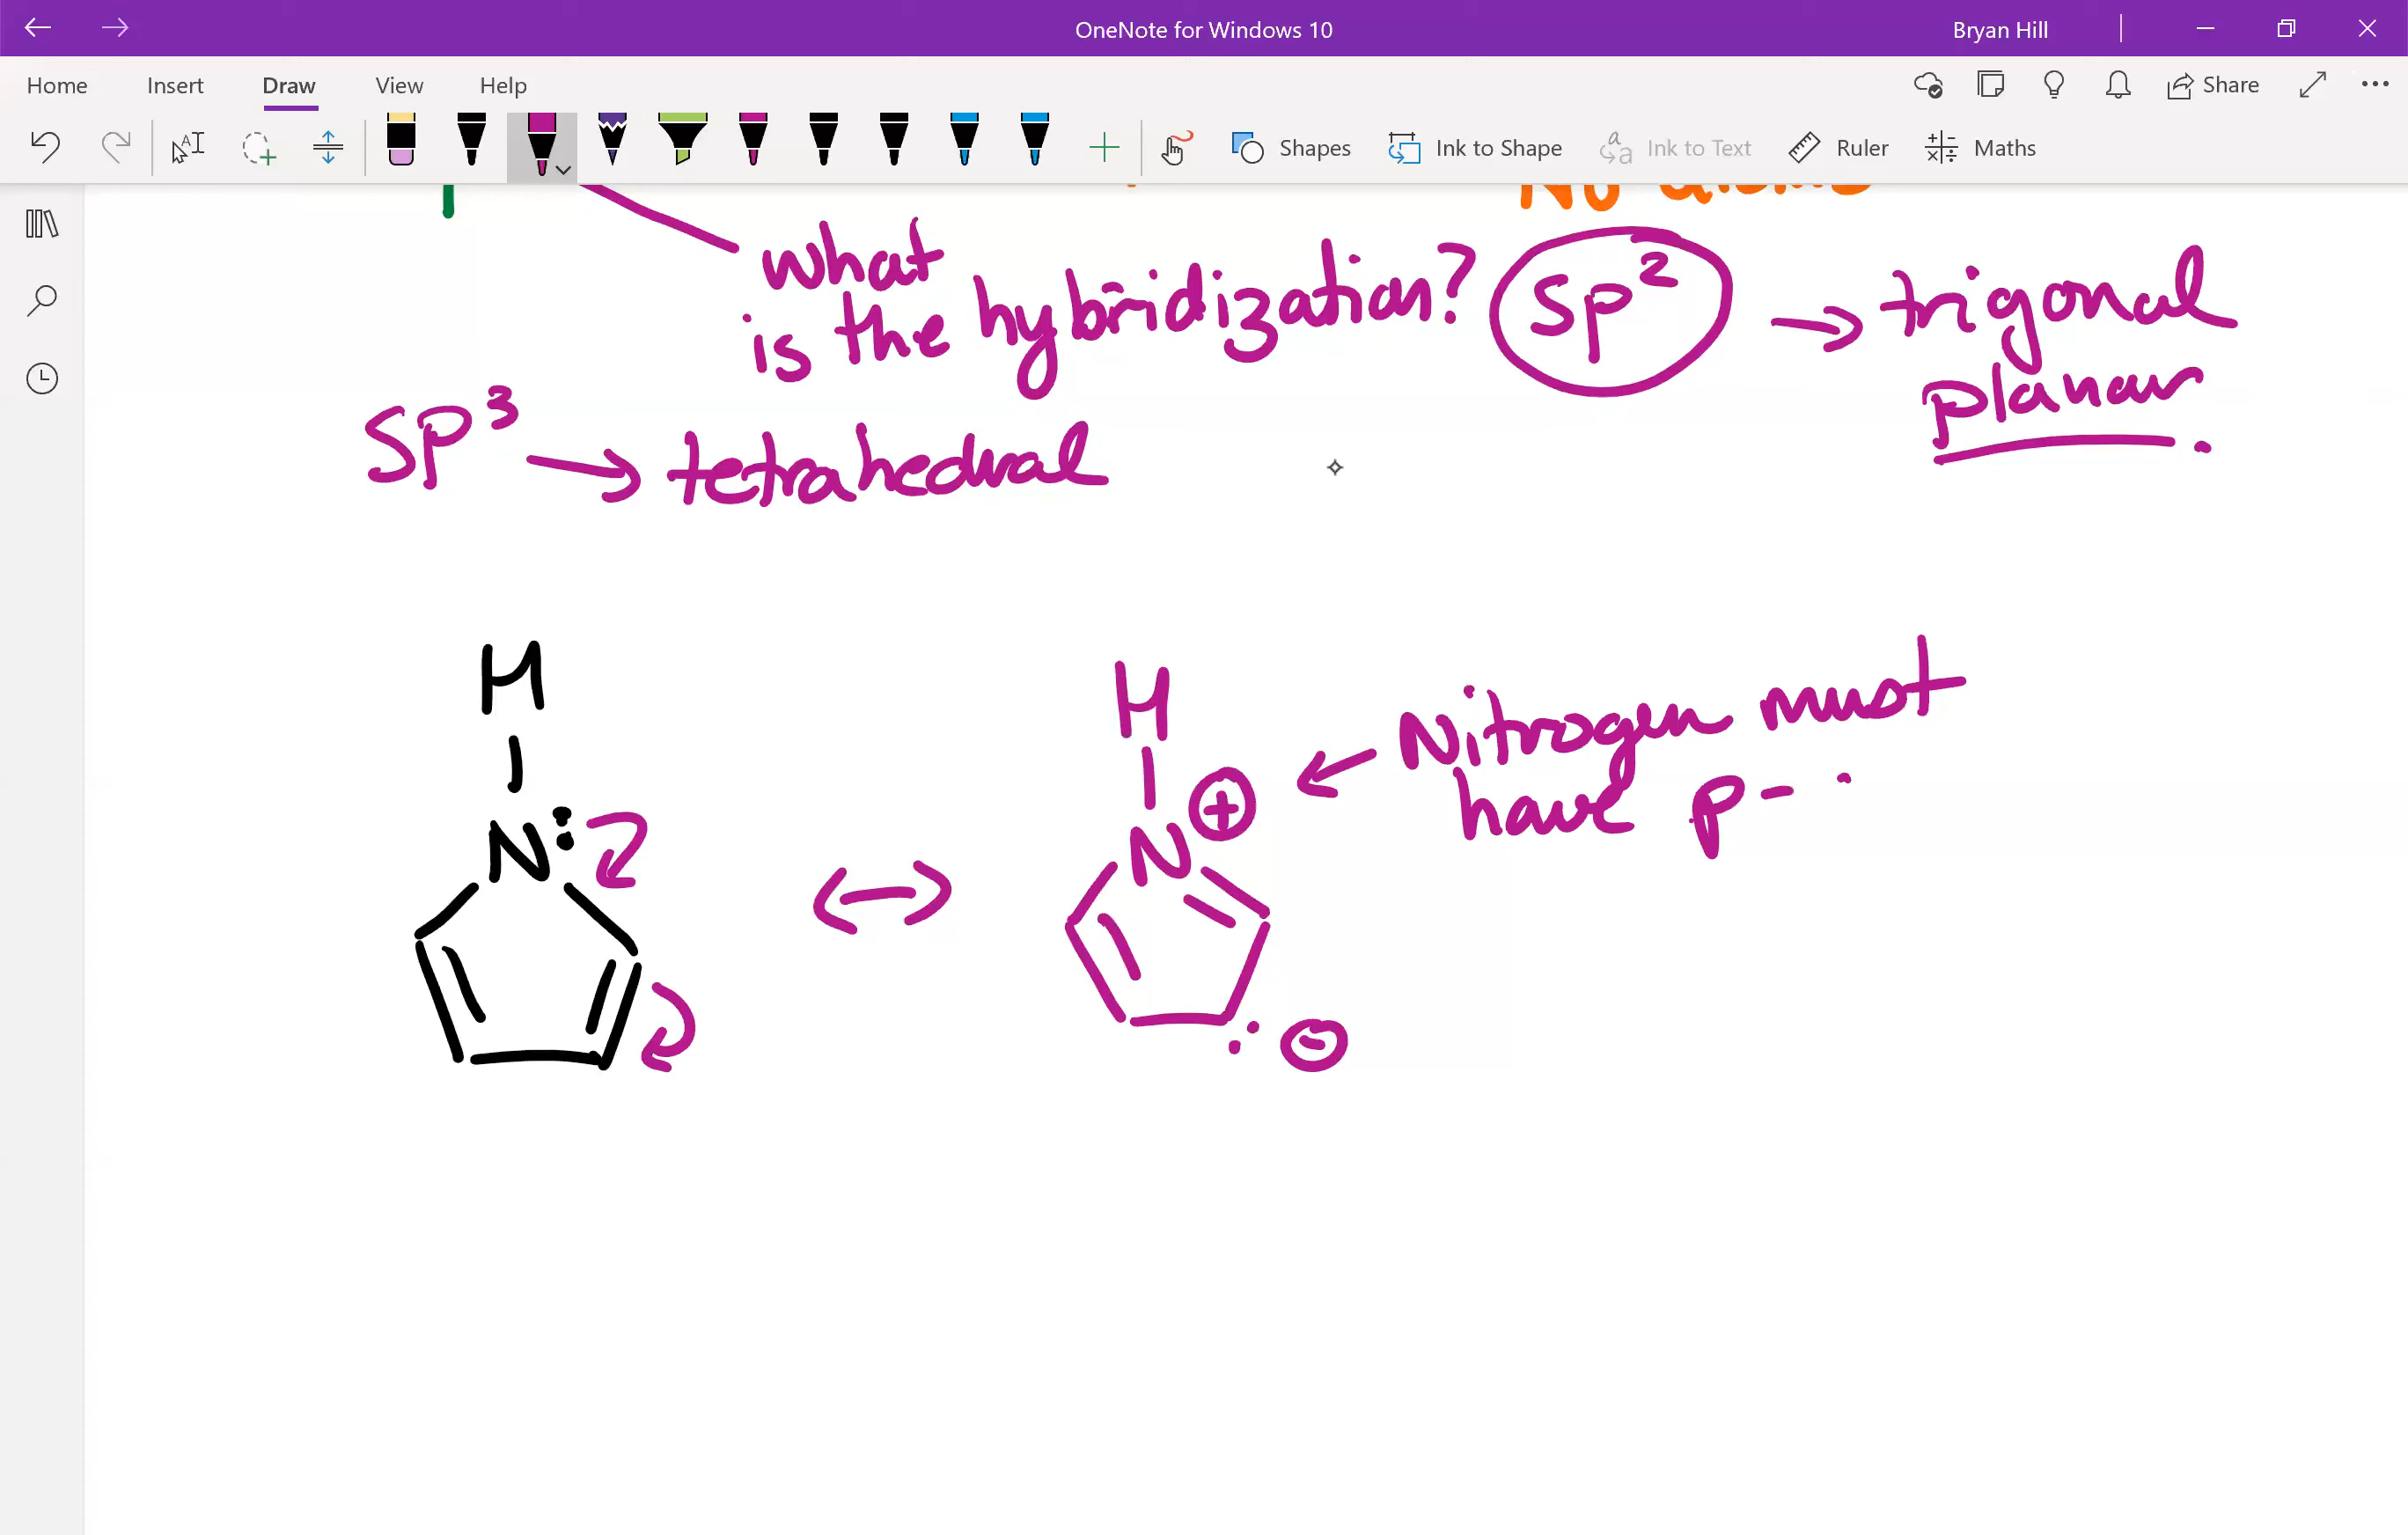 OneNote for Windows 10
Bryan Hill
Home Insert Draw View Help
Share
Shapes Ink to Shape Ink to Text Ruler Maths
No
what
is the hybridization? sp² → trigonal
planar.
sp³ → tetrahedral
H
N:
H
N ⊕ ← Nitrogen must
have p-
: ⊖